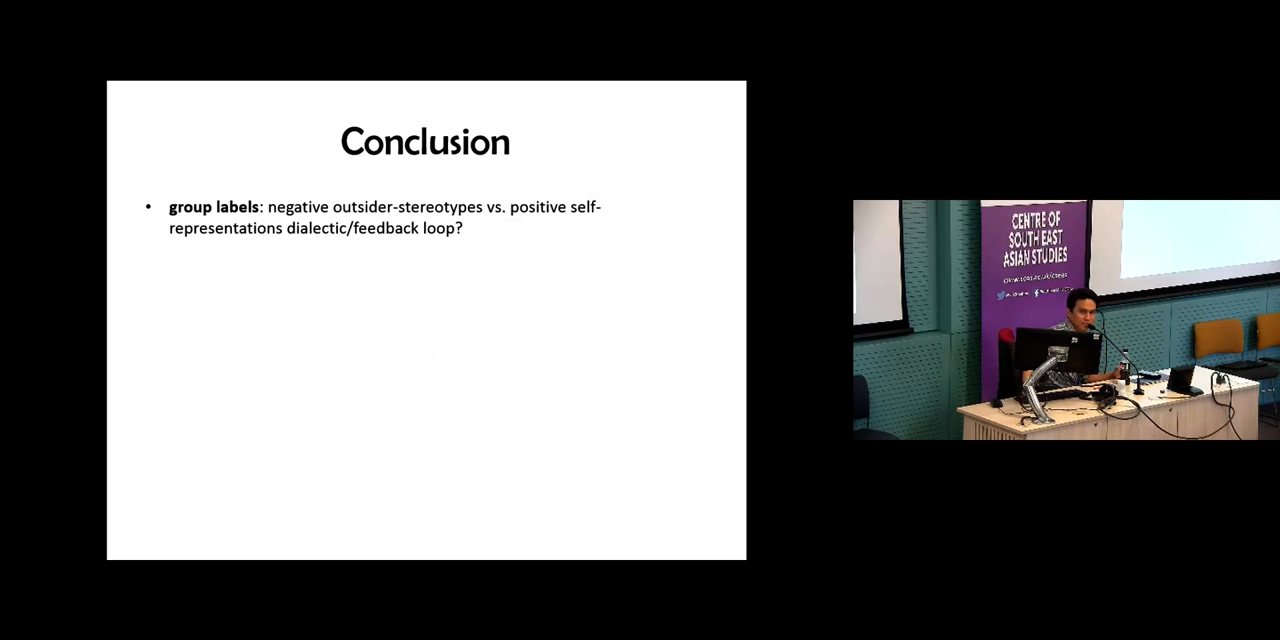 Conclusion
• group labels: negative outsider-stereotypes vs. positive self-
representations dialectic/feedback loop?
CENTRE OF
SOUTH EAST
ASIAN STUDIES